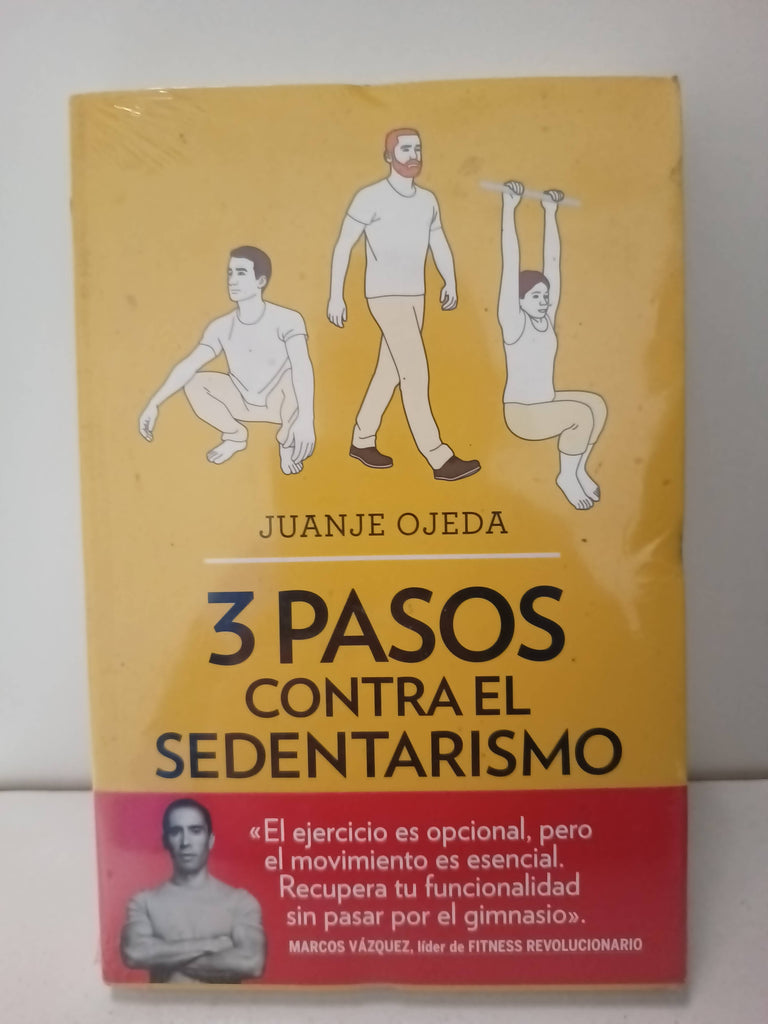 JUANJE OJEDA
3 PASOS
CONTRA EL
SEDENTARISMO
«El ejercicio es opcional, pero
el movimiento es esencial.
Recupera tu funcionalidad
sin pasar por el gimnasio».
MARCOS VÁZQUEZ, líder de FITNESS REVOLUCIONARIO